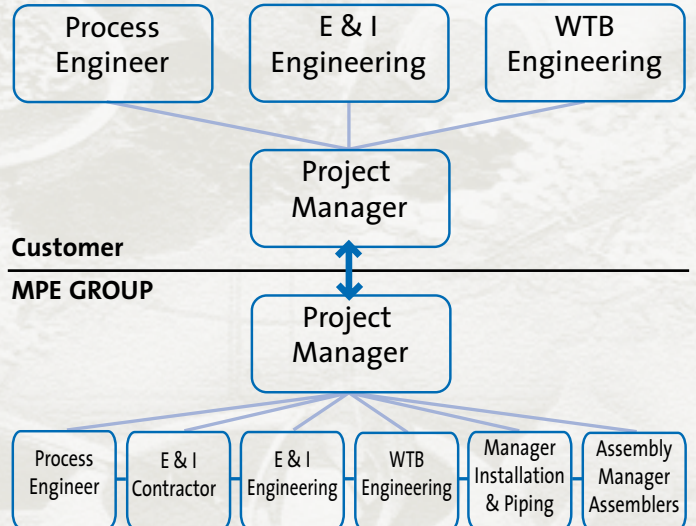 Process
Engineer
E & I
Engineering
WTB
Engineering
Project
Manager
Customer
MPE GROUP
Project
Manager
Process
Engineer
E & I
Contractor
E & I
Engineering
WTB
Engineering
Manager
Installation
& Piping
Assembly
Manager
Assemblers